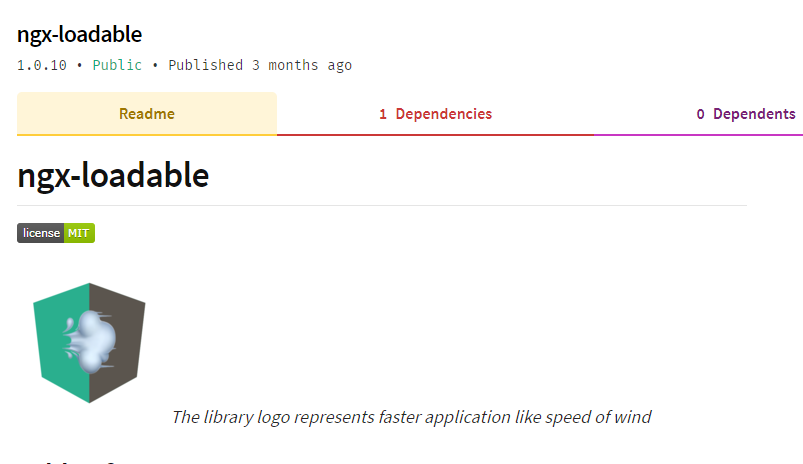 ngx-loadable
1.0.10 • Public • Published 3 months ago
Readme
1 Dependencies
0 Dependents
ngx-loadable
license MIT
The library logo represents faster application like speed of wind